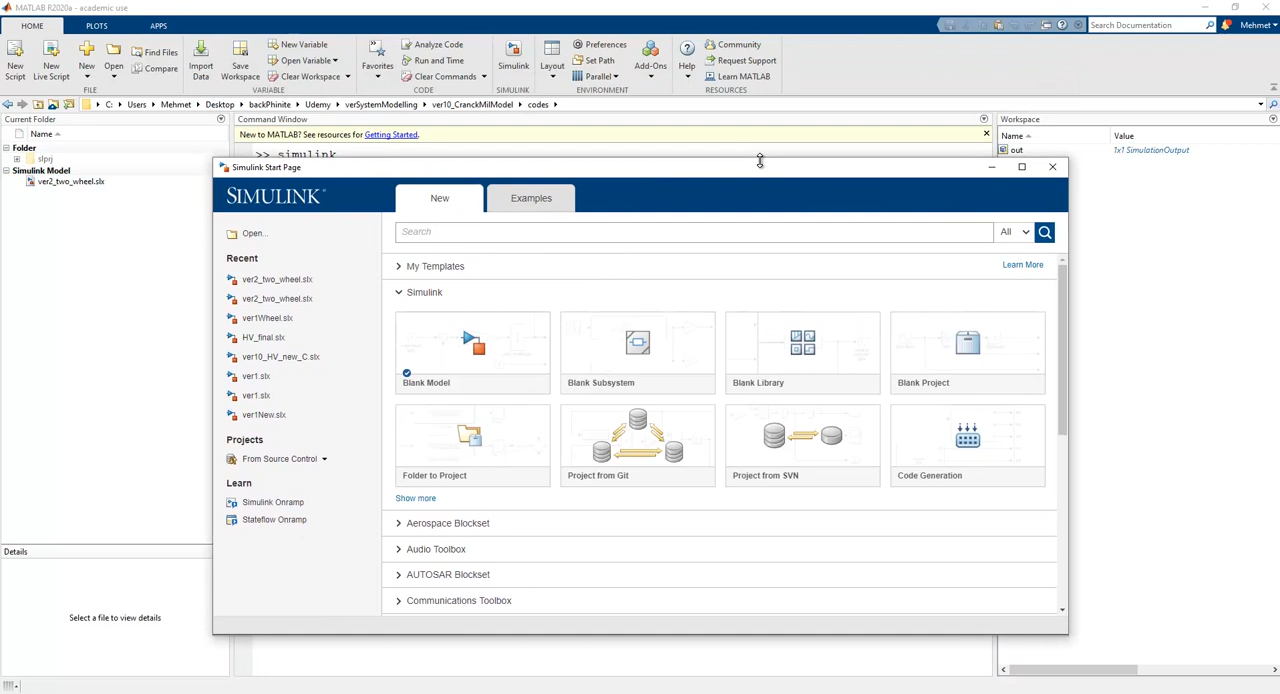 MATLAB R2020a - academic use
HOME PLOTS APPS
Search Documentation
Mehmet
New Script
New Live Script
New
Open
Find Files
Compare
FILE
Import Data
Save Workspace
New Variable
Open Variable
Clear Workspace
VARIABLE
Favorites
Analyze Code
Run and Time
Clear Commands
CODE
Simulink
SIMULINK
Layout
Preferences
Set Path
Parallel
ENVIRONMENT
Add-Ons
Help
Community
Request Support
Learn MATLAB
RESOURCES
C: Users Mehmet Desktop backPhinite Udemy verSystemModelling ver10_CranckMilModel codes
Current Folder
Name
Folder
slprj
Simulink Model
ver2_two_wheel.slx
Details
Select a file to view details
Command Window
New to MATLAB? See resources for Getting Started.
>> simulink
Workspace
Name Value
out 1x1 SimulationOutput
Simulink Start Page
SIMULINK®
New Examples
Open...
Recent
ver2_two_wheel.slx
ver2_two_wheel.slx
ver1Wheel.slx
HV_final.slx
ver10_HV_new_C.slx
ver1.slx
ver1.slx
ver1New.slx
Projects
From Source Control
Learn
Simulink Onramp
Stateflow Onramp
Search
All
My Templates
Learn More
Simulink
Blank Model
Blank Subsystem
Blank Library
Blank Project
Folder to Project
Project from Git
Project from SVN
Code Generation
Show more
Aerospace Blockset
Audio Toolbox
AUTOSAR Blockset
Communications Toolbox